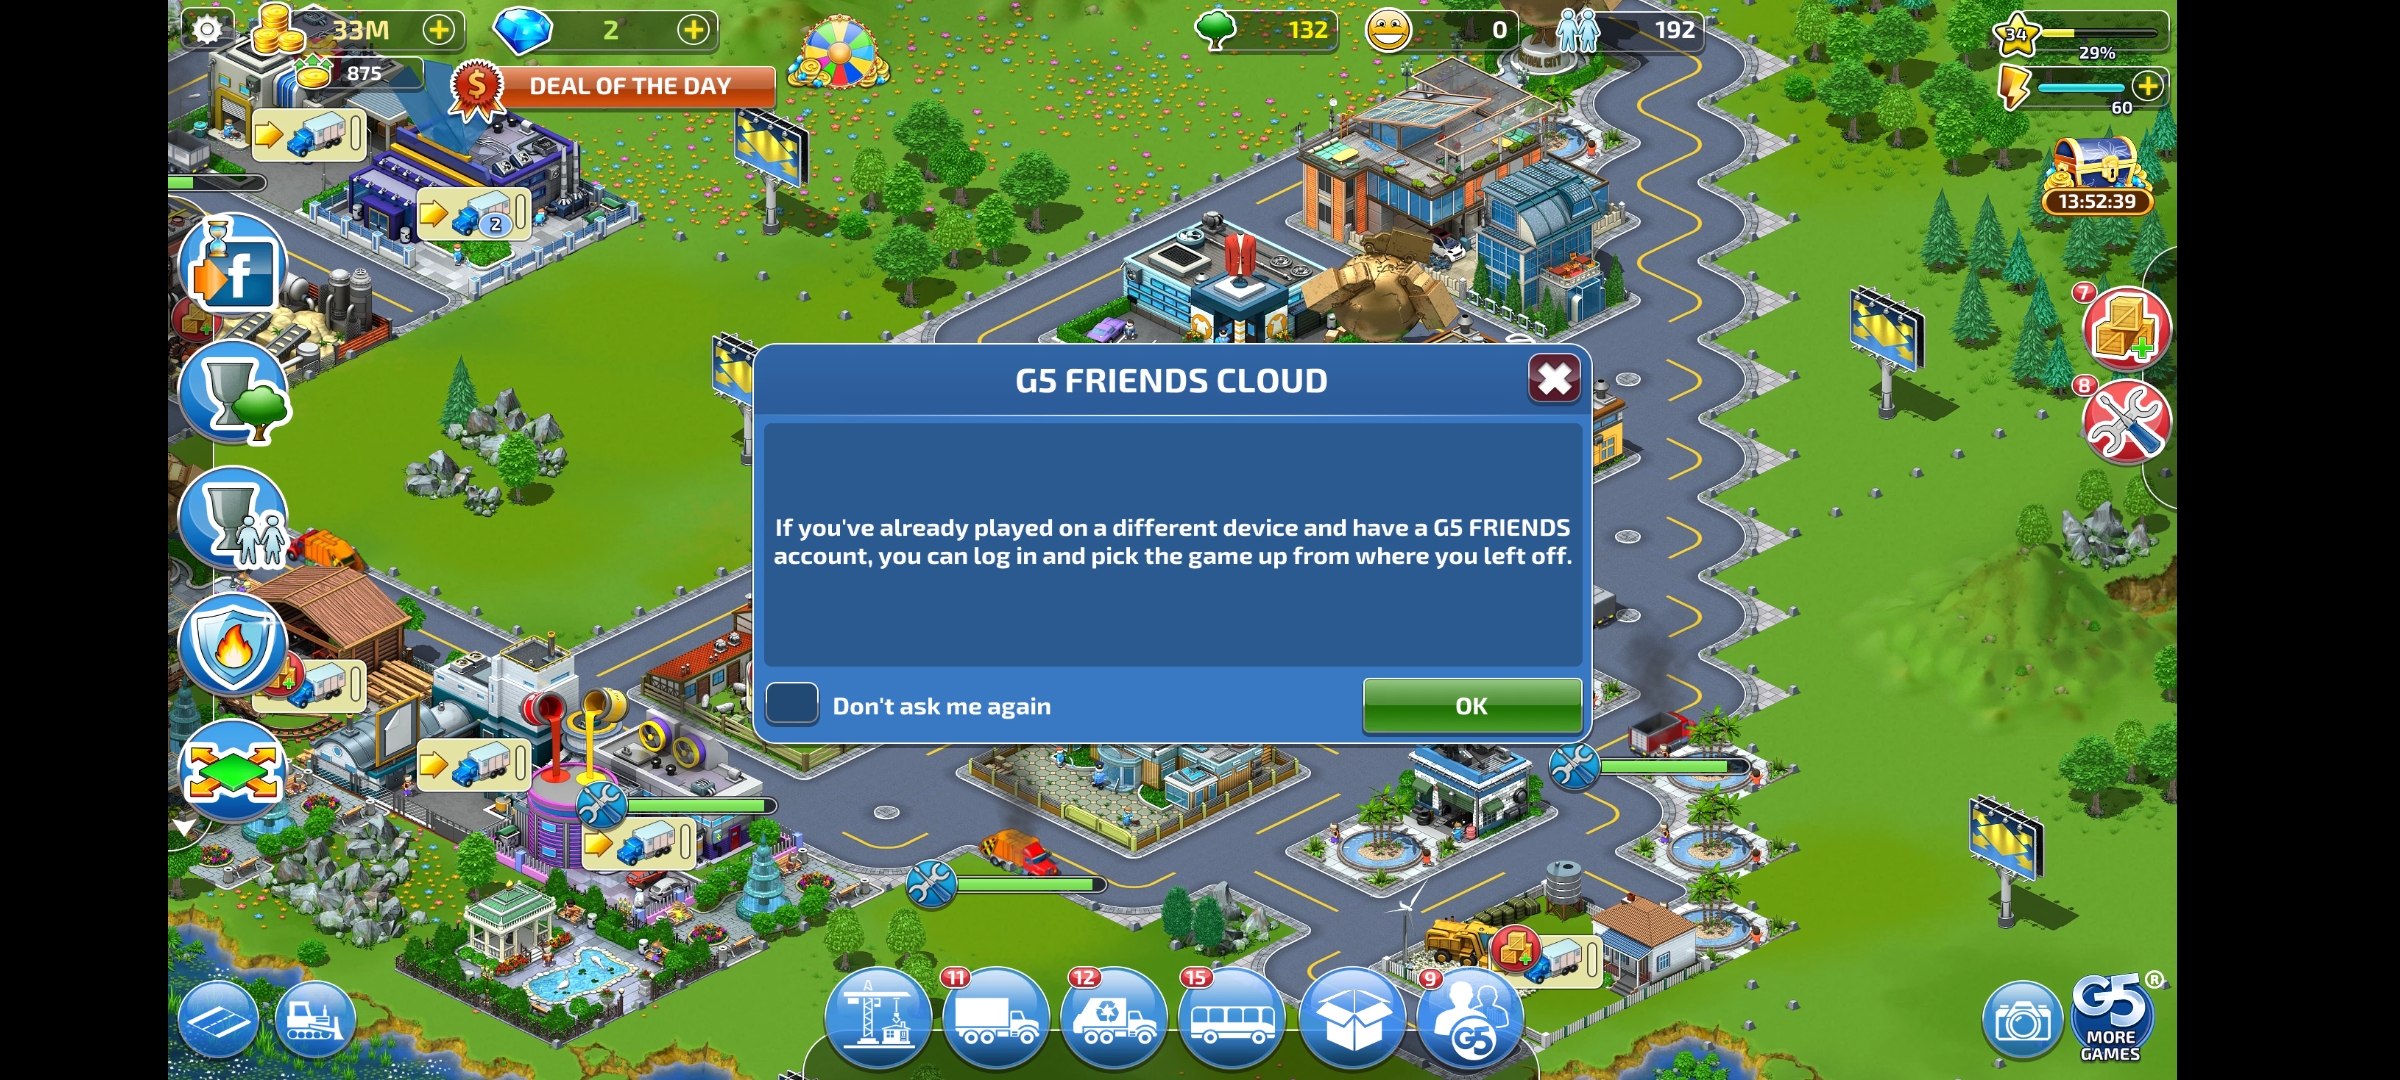 33M
2
132
0
192
34
29%
875
DEAL OF THE DAY
60
2
13:52:39
f
7
8
G5 FRIENDS CLOUD
If you've already played on a different device and have a G5 FRIENDS
account, you can log in and pick the game up from where you left off.
Don't ask me again
OK
11
12
15
9
G5
G5®
MORE
GAMES